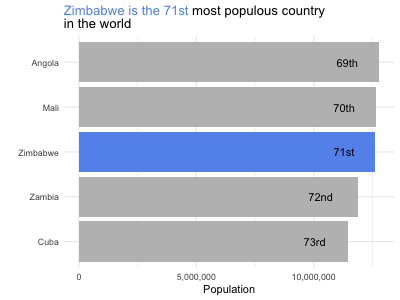 Zimbabwe is the 71st most populous country
in the world
Angola 69th
Mali 70th
Zimbabwe 71st
Zambia 72nd
Cuba 73rd
0 5,000,000 10,000,000
Population